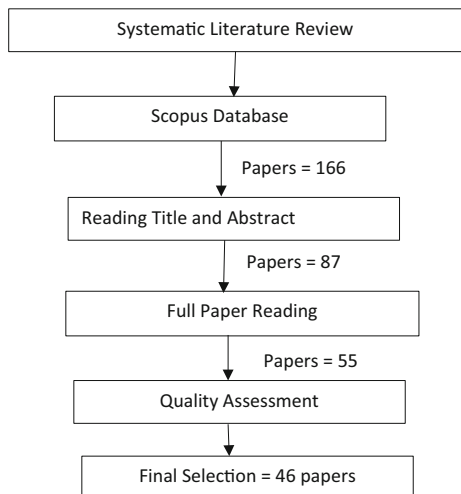 Systematic Literature Review
Scopus Database
Papers = 166
Reading Title and Abstract
Papers = 87
Full Paper Reading
Papers = 55
Quality Assessment
Final Selection = 46 papers